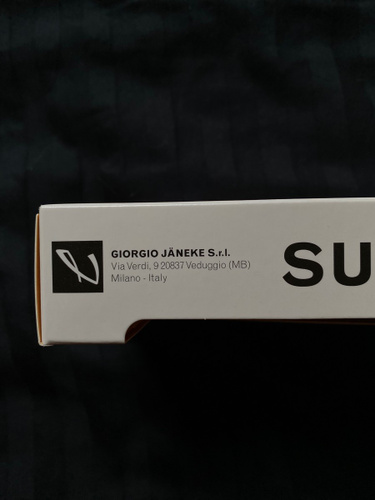 GIORGIO JÄNEKE S.r.l.
Via Verdi, 9 20837 Veduggio (MB)
Milano - Italy
SU